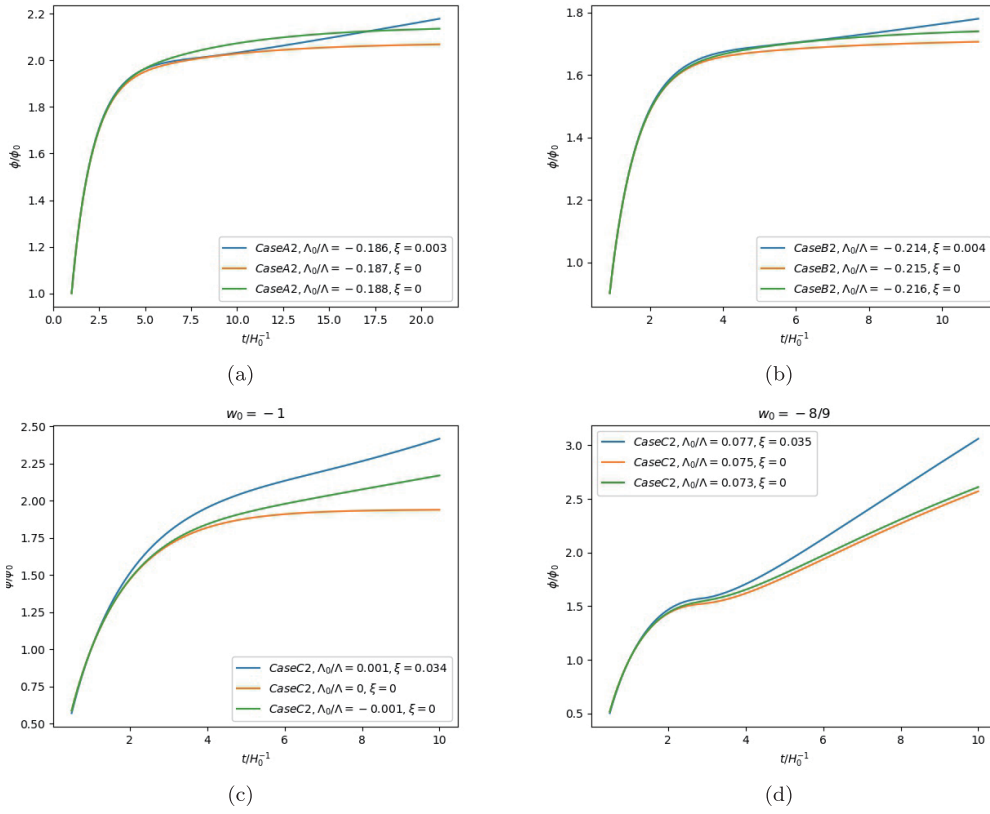 2.2
2.0
1.8
1.6
1.4
1.2
1.0
ϕ/ϕ₀
CaseA2, Λ₀/Λ = −0.186, ξ = 0.003
CaseA2, Λ₀/Λ = −0.187, ξ = 0
CaseA2, Λ₀/Λ = −0.188, ξ = 0
0.0 2.5 5.0 7.5 10.0 12.5 15.0 17.5 20.0
t/H₀⁻¹
(a)
1.8
1.6
1.4
1.2
1.0
ϕ/ϕ₀
CaseB2, Λ₀/Λ = −0.214, ξ = 0.004
CaseB2, Λ₀/Λ = −0.215, ξ = 0
CaseB2, Λ₀/Λ = −0.216, ξ = 0
2 4 6 8 10
t/H₀⁻¹
(b)
w₀ = −1
2.50
2.25
2.00
1.75
1.50
1.25
1.00
0.75
0.50
CaseC2, Λ₀/Λ = 0.001, ξ = 0.034
CaseC2, Λ₀/Λ = 0, ξ = 0
CaseC2, Λ₀/Λ = −0.001, ξ = 0
2 4 6 8 10
t/H₀⁻¹
(c)
w₀ = −8/9
3.0
2.5
2.0
1.5
1.0
0.5
ϕ/ϕ₀
CaseC2, Λ₀/Λ = 0.077, ξ = 0.035
CaseC2, Λ₀/Λ = 0.075, ξ = 0
CaseC2, Λ₀/Λ = 0.073, ξ = 0
2 4 6 8 10
t/H₀⁻¹
(d)